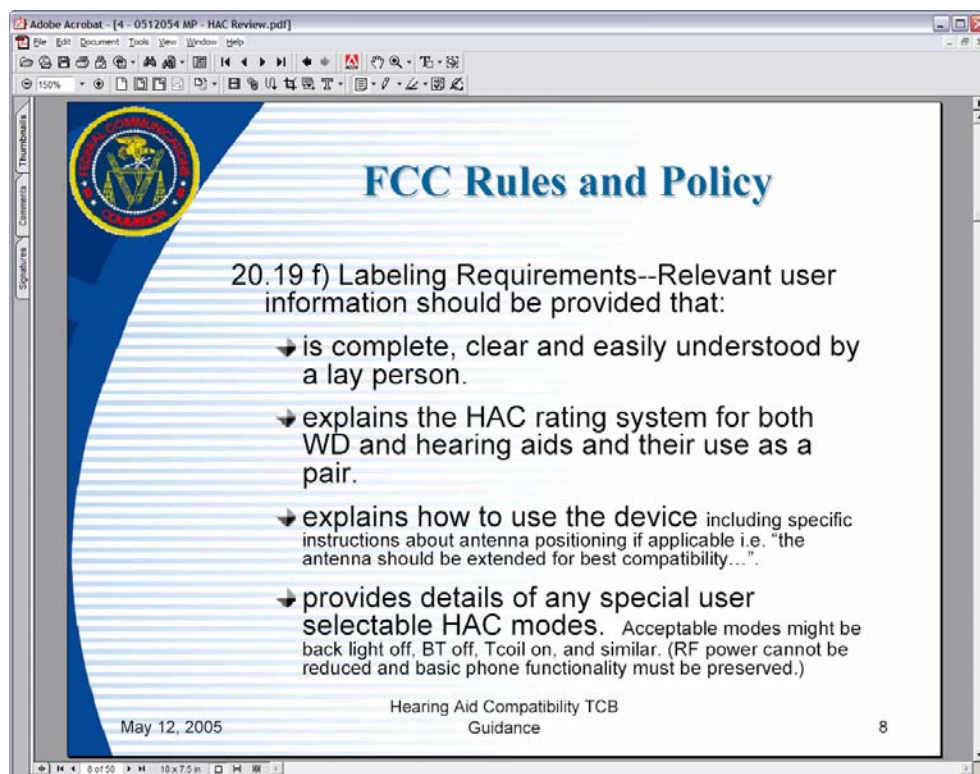 Adobe Acrobat - [4 - 0512054 MP - HAC Review.pdf]
File Edit Document Tools View Window Help
150%
Thumbnails
Comments
Signatures
FEDERAL COMMUNICATIONS
COMMISSION
FCC Rules and Policy
20.19 f) Labeling Requirements--Relevant user
information should be provided that:
is complete, clear and easily understood by
a lay person.
explains the HAC rating system for both
WD and hearing aids and their use as a
pair.
explains how to use the device including specific
instructions about antenna positioning if applicable i.e. “the
antenna should be extended for best compatibility…”.
provides details of any special user
selectable HAC modes. Acceptable modes might be
back light off, BT off, Tcoil on, and similar. (RF power cannot be
reduced and basic phone functionality must be preserved.)
May 12, 2005
Hearing Aid Compatibility TCB
Guidance
8
8 of 50
10 x 7.5 in